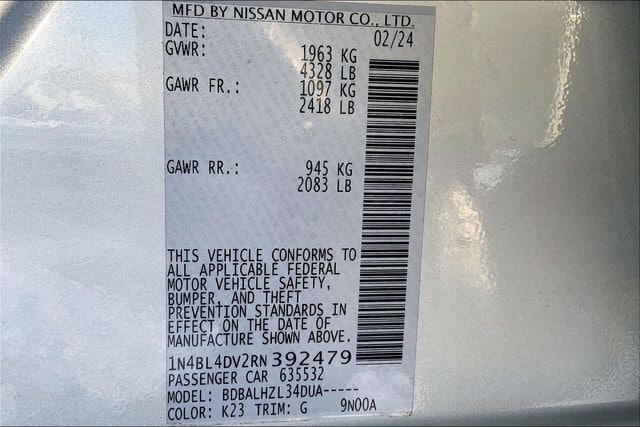 MFD BY NISSAN MOTOR CO., LTD.
DATE: 02/24
GVWR: 1963 KG
4328 LB
GAWR FR.: 1097 KG
2418 LB
GAWR RR.: 945 KG
2083 LB
THIS VEHICLE CONFORMS TO
ALL APPLICABLE FEDERAL
MOTOR VEHICLE SAFETY,
BUMPER, AND THEFT
PREVENTION STANDARDS IN
EFFECT ON THE DATE OF
MANUFACTURE SHOWN ABOVE.
1N4BL4DV2RN392479
PASSENGER CAR 635532
MODEL: BDBALHZL34DUA-----
COLOR: K23 TRIM: G 9N00A